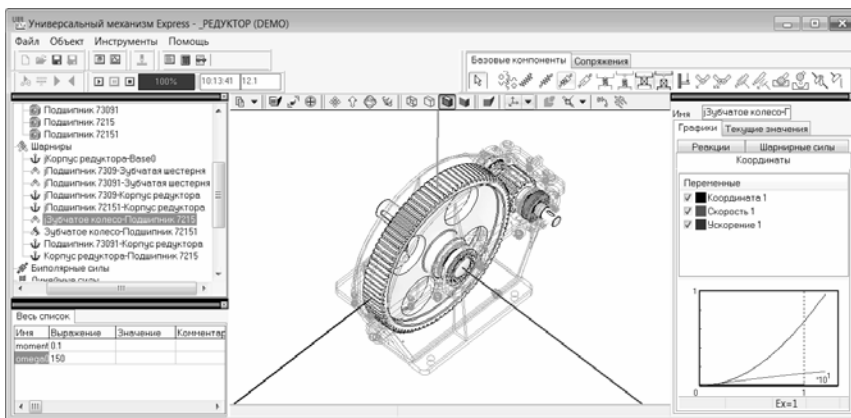 Универсальный механизм Express - _РЕДУКТОР (DEMO)
Файл Объект Инструменты Помощь
Базовые компоненты Сопряжения
100% 10:13:41 12.1
Подшипник 73091
Подшипник 7215
Подшипник 72151
Шарниры
jКорпус редуктора-Base0
jПодшипник 7309-Зубчатая шестерня
jПодшипник 73091-Зубчатая шестерня
jПодшипник 7309-Корпус редуктора
jПодшипник 72151-Корпус редуктора
jЗубчатое колесо-Подшипник 7215
Зубчатое колесо-Подшипник 72151
Подшипник 73091-Корпус редуктора
Корпус редуктора-Подшипник 7215
Биполярные силы
Весь список
Имя Выражение Значение Комментар
moment 0.1
150
Имя jЗубчатое колесо-Г
Графики Текущие значения
Реакции Шарнирные силы
Координаты
Переменные
Координата 1
Скорость 1
Ускорение 1
1
*10¹
0 1
Ex=1